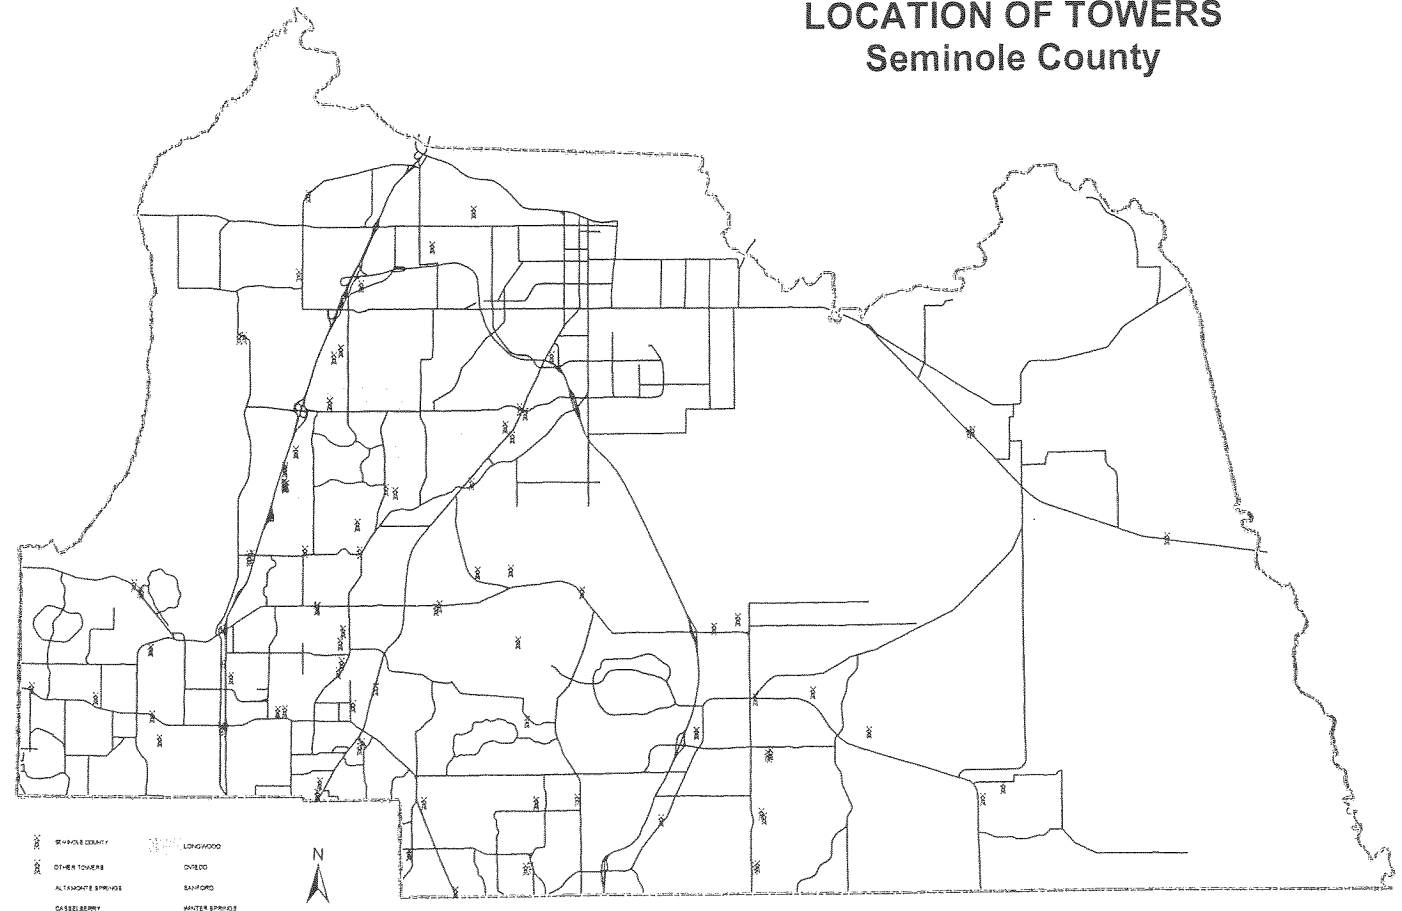 LOCATION OF TOWERS
Seminole County
SEMINOLE COUNTY
OTHER TOWERS
ALTAMONTE SPRINGS
CASSELBERRY
LONGWOOD
OVIEDO
SANFORD
WINTER SPRINGS
N